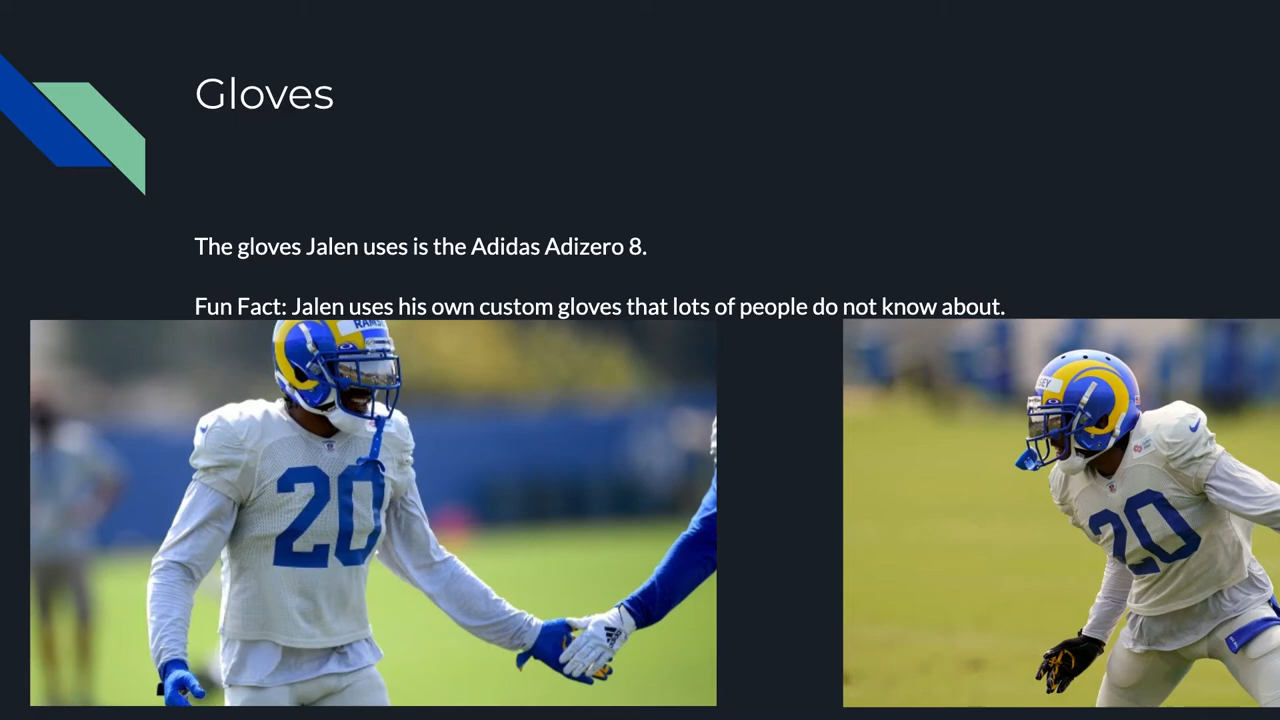 Gloves
The gloves Jalen uses is the Adidas Adizero 8.
Fun Fact: Jalen uses his own custom gloves that lots of people do not know about.
20
20